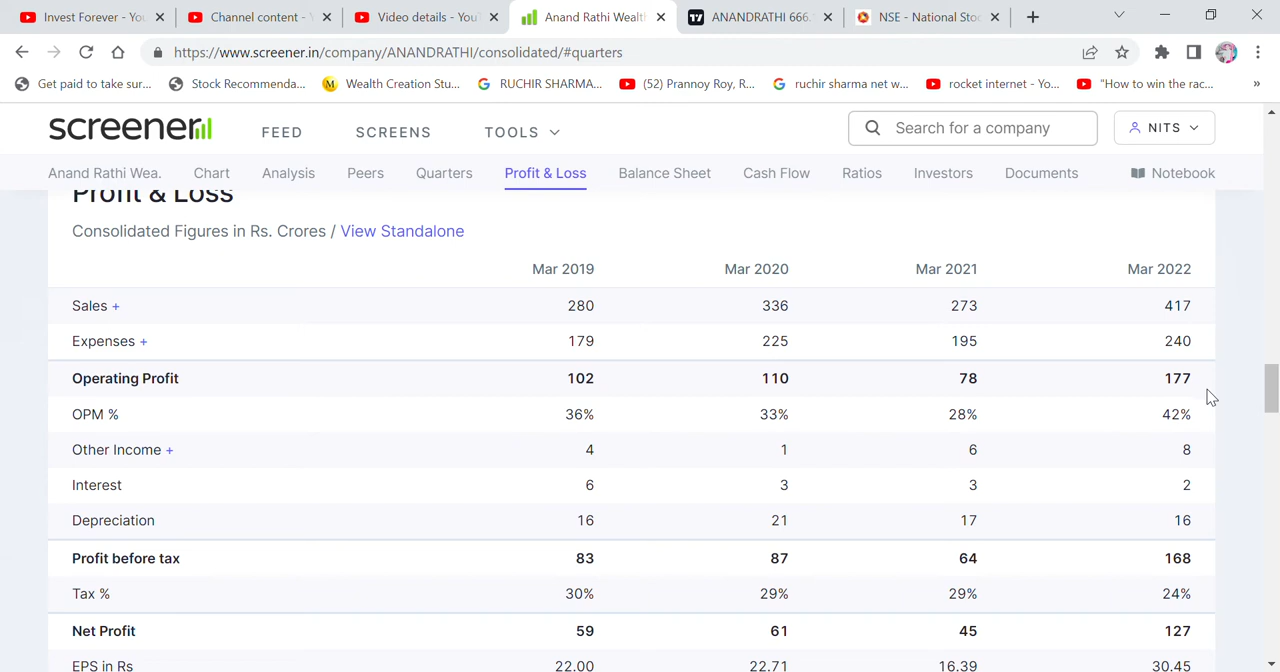 Invest Forever - Yo
Channel content - Y
Video details - YouT
Anand Rathi Wealth
ANANDRATHI 666.
NSE - National Stoc
https://www.screener.in/company/ANANDRATHI/consolidated/#quarters
Get paid to take sur...
Stock Recommenda...
M Wealth Creation Stu...
RUCHIR SHARMA...
(52) Prannoy Roy, R...
ruchir sharma net w...
rocket internet - Yo...
"How to win the rac...
»
screener
FEED
SCREENS
TOOLS
Search for a company
NITS
Anand Rathi Wea.
Chart
Analysis
Peers
Quarters
Profit & Loss
Balance Sheet
Cash Flow
Ratios
Investors
Documents
Notebook
Profit & Loss
Consolidated Figures in Rs. Crores / View Standalone
Mar 2019 Mar 2020 Mar 2021 Mar 2022
Sales + 280 336 273 417
Expenses + 179 225 195 240
Operating Profit 102 110 78 177
OPM % 36% 33% 28% 42%
Other Income + 4 1 6 8
Interest 6 3 3 2
Depreciation 16 21 17 16
Profit before tax 83 87 64 168
Tax % 30% 29% 29% 24%
Net Profit 59 61 45 127
EPS in Rs 22.00 22.71 16.39 30.45